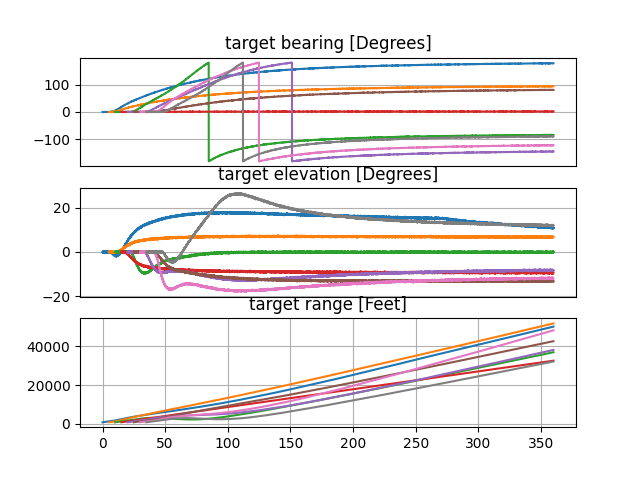 target bearing [Degrees]
100
0
−100
target elevation [Degrees]
20
0
−20
target range [Feet]
40000
20000
0
0 50 100 150 200 250 300 350